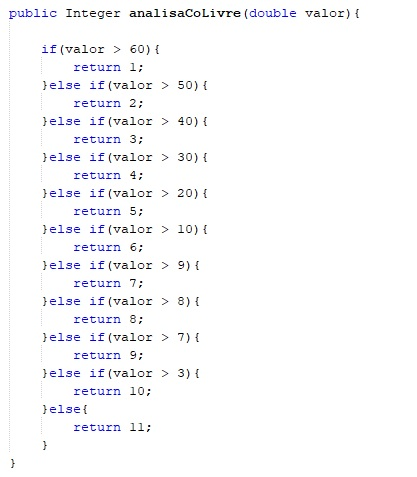 public Integer analisaCoLivre(double valor){
if(valor > 60){
return 1;
}else if(valor > 50){
return 2;
}else if(valor > 40){
return 3;
}else if(valor > 30){
return 4;
}else if(valor > 20){
return 5;
}else if(valor > 10){
return 6;
}else if(valor > 9){
return 7;
}else if(valor > 8){
return 8;
}else if(valor > 7){
return 9;
}else if(valor > 3){
return 10;
}else{
return 11;
}
}